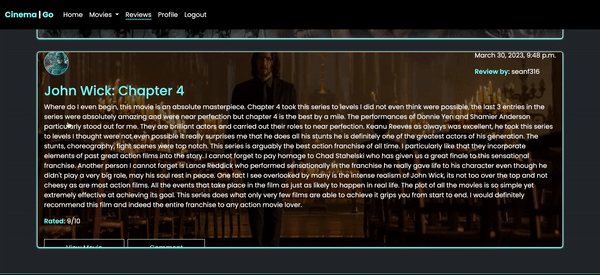 Cinema | Go Home Movies Reviews Profile Logout
March 30, 2023, 9:48 p.m.
Review by: seanf316
John Wick: Chapter 4
Where do I even begin, this movie is an absolute masterpiece. Chapter 4 took this series to levels I did not even think were possible, the last 3 entries in the
series were absolutely amazing and were near perfection but chapter 4 is the best by a mile. The performances of Donnie Yen and Shamier Anderson
particularly stood out for me. They are brilliant actors and carried out their roles to near perfection. Keanu Reeves as always was excellent, he took this series
to levels I thought were not even possible it really surprises me that he does all his stunts he is definitely one of the greatest actors of his generation. The
stunts, choreography, fight scenes were top notch. This series is arguably the best action franchise of all time. I particularly like that they incorporate
elements of past great action films into the story. I cannot forget to pay homage to Chad Stahelski who has given us a great finale to this sensational
franchise. Another person I cannot forget is Lance Reddick who performed sensationally in the franchise he really gave life to his character even though he
didn't play a very big role, may his soul rest in peace. One fact I see overlooked by many is the intense realism of John Wick, its not too over the top and not
cheesy as are most action films. All the events that take place in the film are just as likely to happen in real life. The plot of all the movies is so simple yet
extremely effective at achieving its goal. This series does what only very few films are able to achieve it grips you from start to end. I would definitely
recommend this film and indeed the entire franchise to any action movie lover.
Rated: 9/10
View Movie Comment